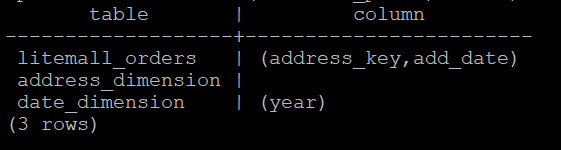 table | column
-------------------+-------------------------
litemall_orders | (address_key,add_date)
address_dimension |
date_dimension | (year)
(3 rows)